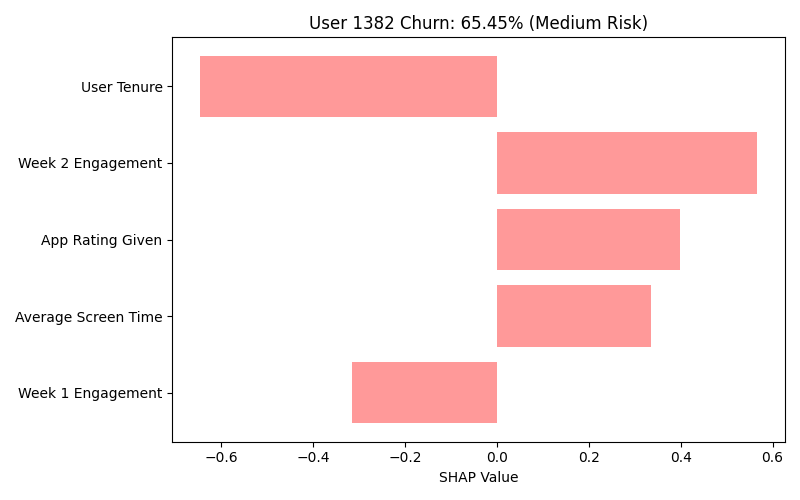 User 1382 Churn: 65.45% (Medium Risk)
User Tenure
Week 2 Engagement
App Rating Given
Average Screen Time
Week 1 Engagement
−0.6 −0.4 −0.2 0.0 0.2 0.4 0.6
SHAP Value